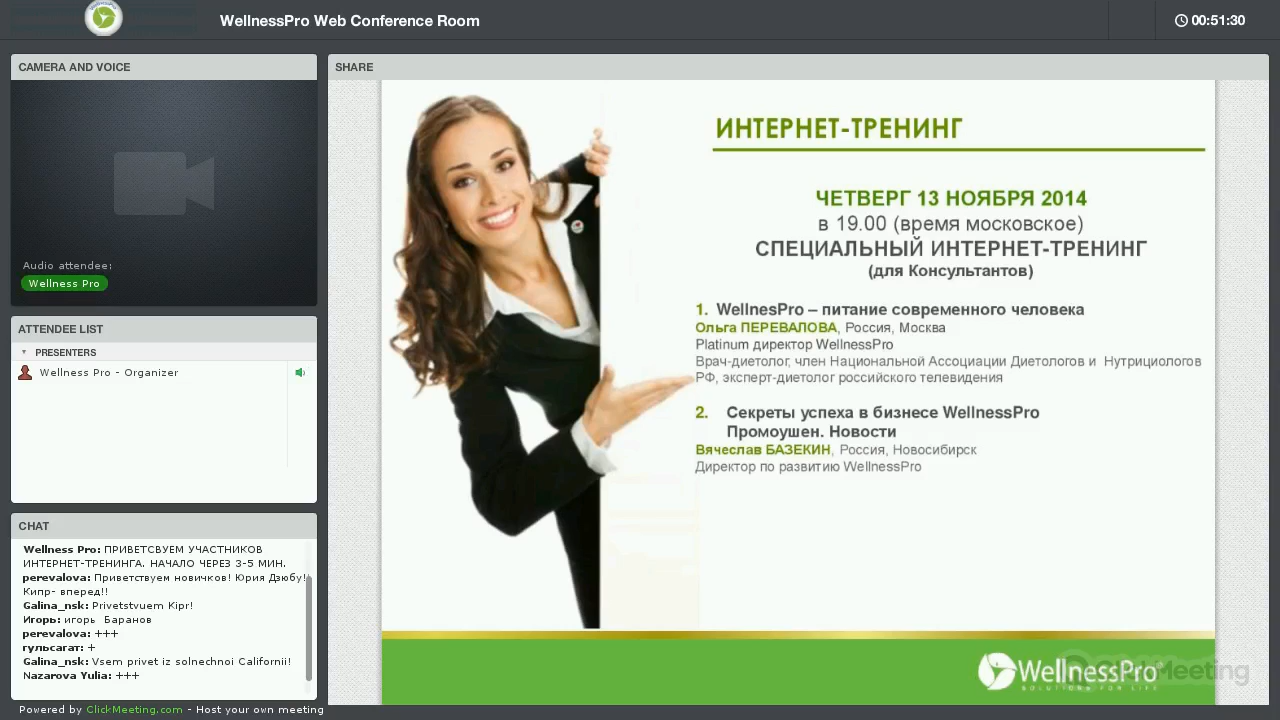 WellnessPro Web Conference Room
00:51:30
CAMERA AND VOICE
Audio attendee:
Wellness Pro
ATTENDEE LIST
PRESENTERS
Wellness Pro - Organizer
CHAT
Wellness Pro: ПРИВЕТСВУЕМ УЧАСТНИКОВ
ИНТЕРНЕТ-ТРЕНИНГА. НАЧАЛО ЧЕРЕЗ 3-5 МИН.
perevalova: Приветствуем новичков! Юрия Дзюбу!
Кипр- вперед!!
Galina_nsk: Privetstvuem Kipr!
Игорь: игорь Баранов
perevalova: +++
гульсанат: +
Galina_nsk: Vsem privet iz solnechnoi Californii!
Nazarova Yulia: +++
Powered by ClickMeeting.com - Host your own meeting
SHARE
ИНТЕРНЕТ-ТРЕНИНГ
ЧЕТВЕРГ 13 НОЯБРЯ 2014
в 19.00 (время московское)
СПЕЦИАЛЬНЫЙ ИНТЕРНЕТ-ТРЕНИНГ
(для Консультантов)
1. WellnesPro – питание современного человека
Ольга ПЕРЕВАЛОВА, Россия, Москва
Platinum директор WellnessPro
Врач-диетолог, член Национальной Ассоциации Диетологов и Нутрициологов
РФ, эксперт-диетолог российского телевидения
2. Секреты успеха в бизнесе WellnessPro
Промоушен. Новости
Вячеслав БАЗЕКИН, Россия, Новосибирск
Директор по развитию WellnessPro
WellnessPro
SOLUTIONS FOR LIFE
Meeting